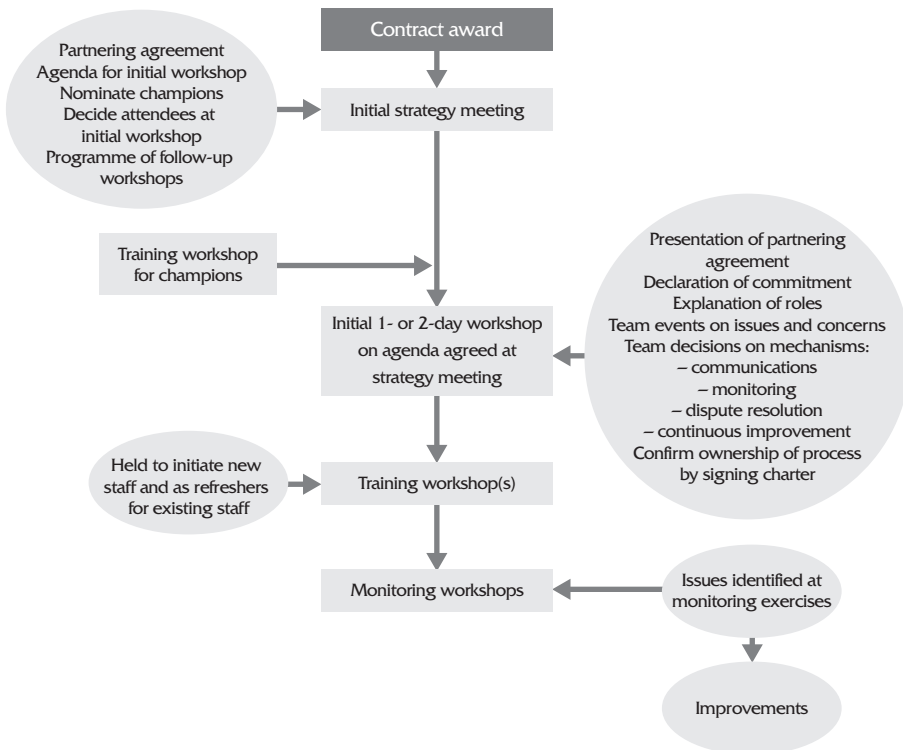 Contract award
Partnering agreement
Agenda for initial workshop
Nominate champions
Decide attendees at
initial workshop
Programme of follow-up
workshops
Initial strategy meeting
Training workshop
for champions
Presentation of partnering
agreement
Declaration of commitment
Explanation of roles
Team events on issues and concerns
Team decisions on mechanisms:
– communications
– monitoring
– dispute resolution
– continuous improvement
Confirm ownership of process
by signing charter
Initial 1- or 2-day workshop
on agenda agreed at
strategy meeting
Held to initiate new
staff and as refreshers
for existing staff
Training workshop(s)
Monitoring workshops
Issues identified at
monitoring exercises
Improvements